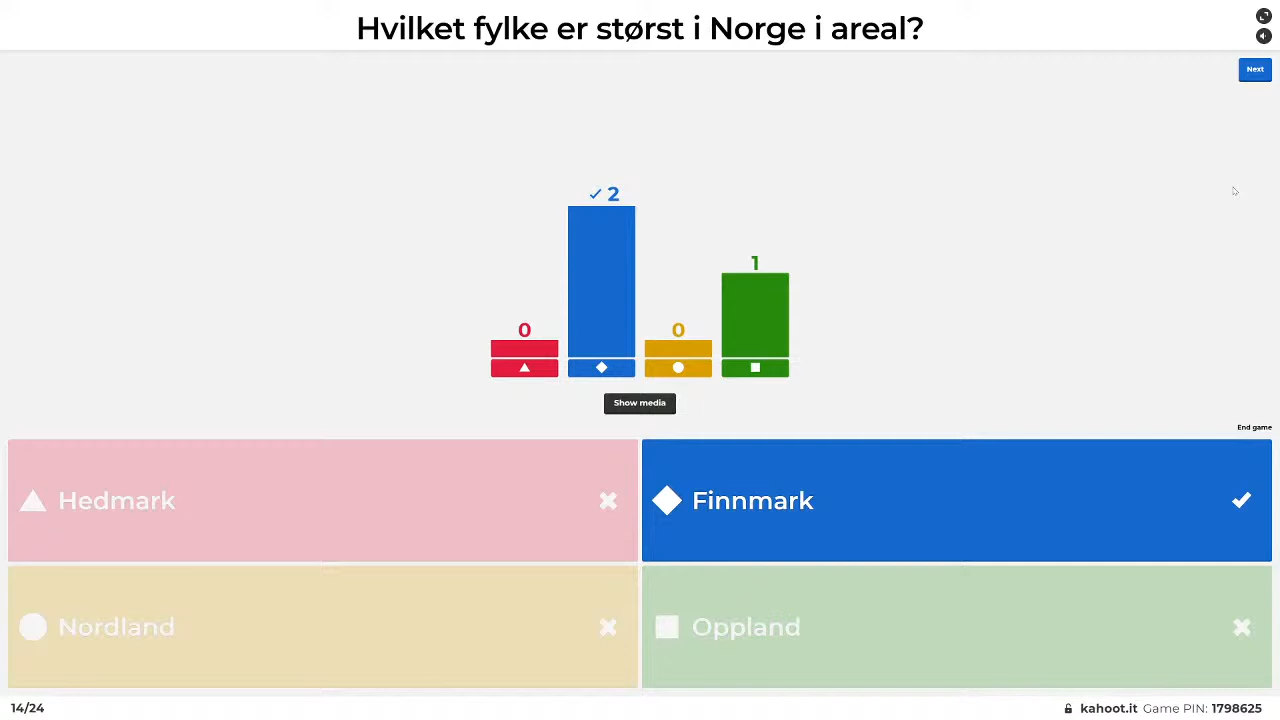 Hvilket fylke er størst i Norge i areal?
Next
2
1
0
0
Show media
End game
Hedmark
Finnmark
Nordland
Oppland
14/24
kahoot.it Game PIN: 1798625